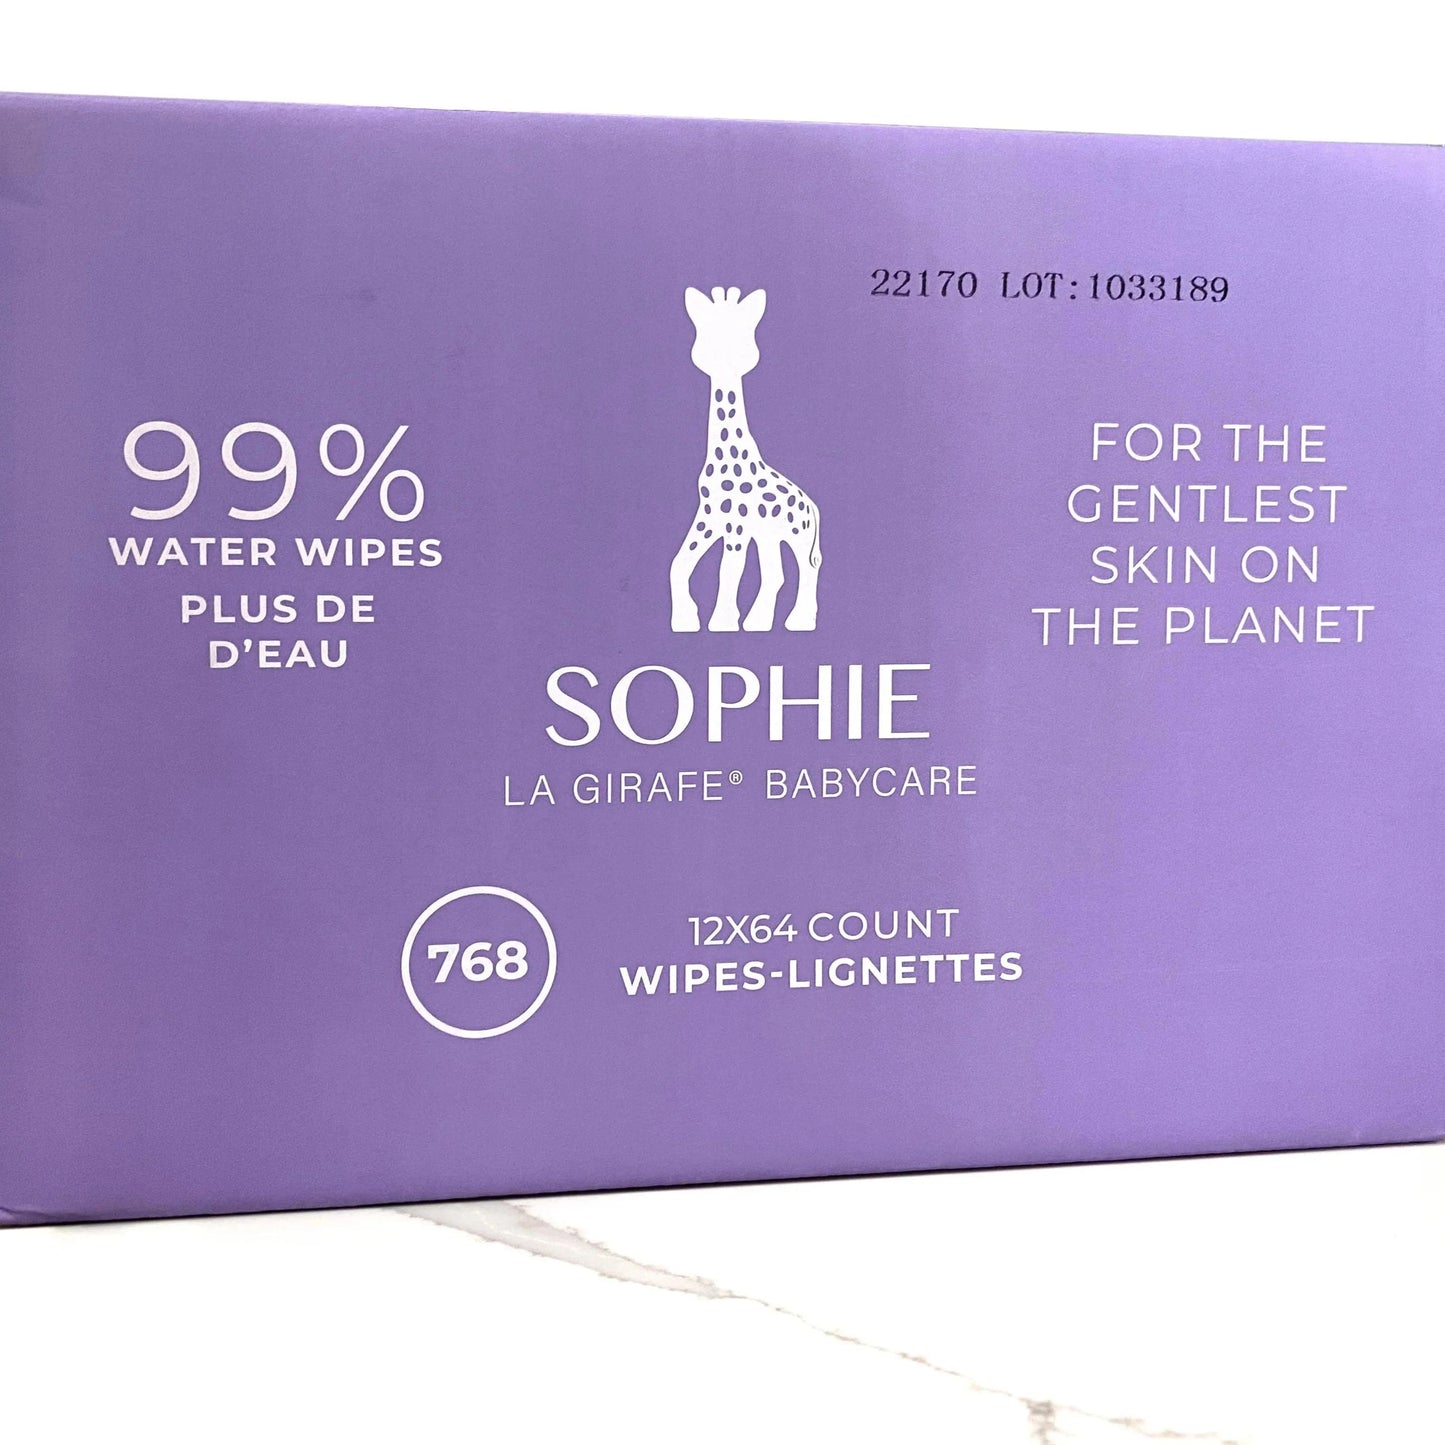 22170 LOT:1033189
99%
WATER WIPES
PLUS DE
D'EAU
SOPHIE
LA GIRAFE® BABYCARE
FOR THE
GENTLEST
SKIN ON
THE PLANET
768
12X64 COUNT
WIPES-LIGNETTES